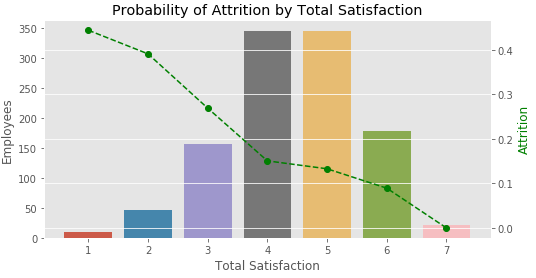 Probability of Attrition by Total Satisfaction
350
300
250
200
150
100
50
0
Employees
0.4
0.3
0.2
0.1
0.0
Attrition
1 2 3 4 5 6 7
Total Satisfaction